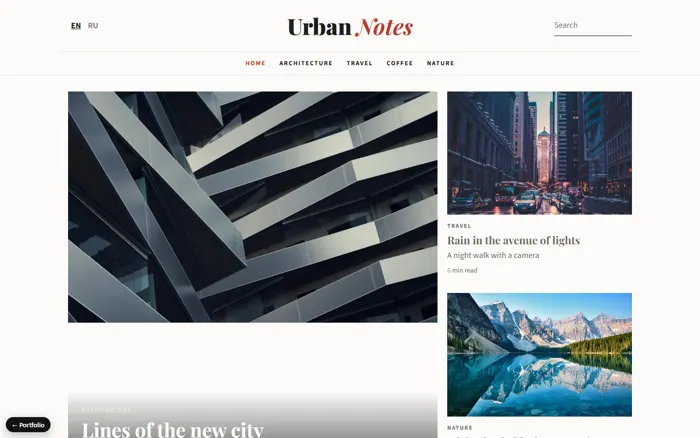 EN RU
Urban Notes
Search
HOME ARCHITECTURE TRAVEL COFFEE NATURE
TRAVEL
Rain in the avenue of lights
A night walk with a camera
6 min read
Lines of the new city
NATURE
← Portfolio